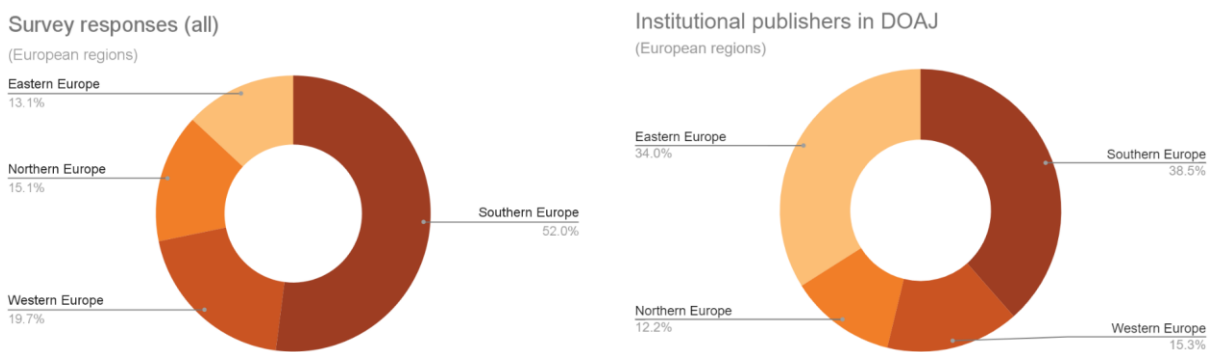 Survey responses (all)
(European regions)
Eastern Europe
13.1%
Northern Europe
15.1%
Southern Europe
52.0%
Western Europe
19.7%
Institutional publishers in DOAJ
(European regions)
Eastern Europe
34.0%
Southern Europe
38.5%
Northern Europe
12.2%
Western Europe
15.3%